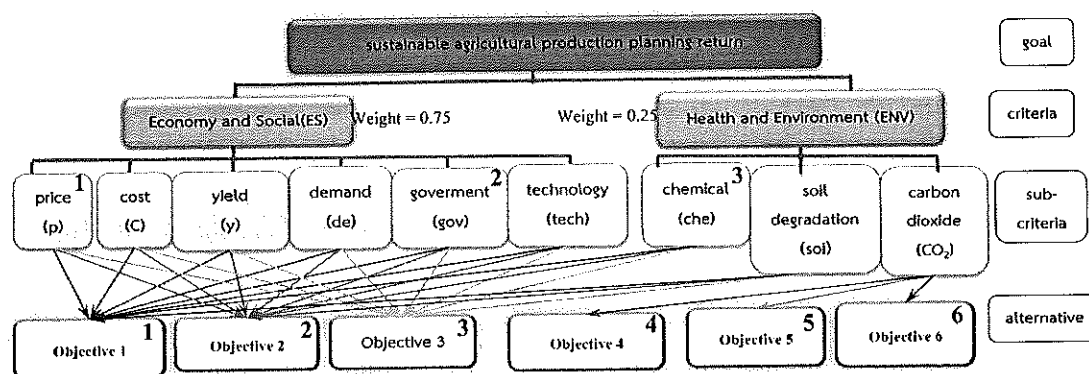 sustainable agricultural production planning return
goal
Economy and Social(ES)
Weight = 0.75
Weight = 0.25
Health and Environment (ENV)
criteria
price 1
(p)
cost
(C)
yield
(y)
demand
(de)
goverment 2
(gov)
technology
(tech)
chemical 3
(che)
soil
degradation
(soi)
carbon
dioxide
(CO₂)
sub-
criteria
Objective 1 1
Objective 2 2
Objective 3 3
Objective 4 4
Objective 5 5
Objective 6 6
alternative